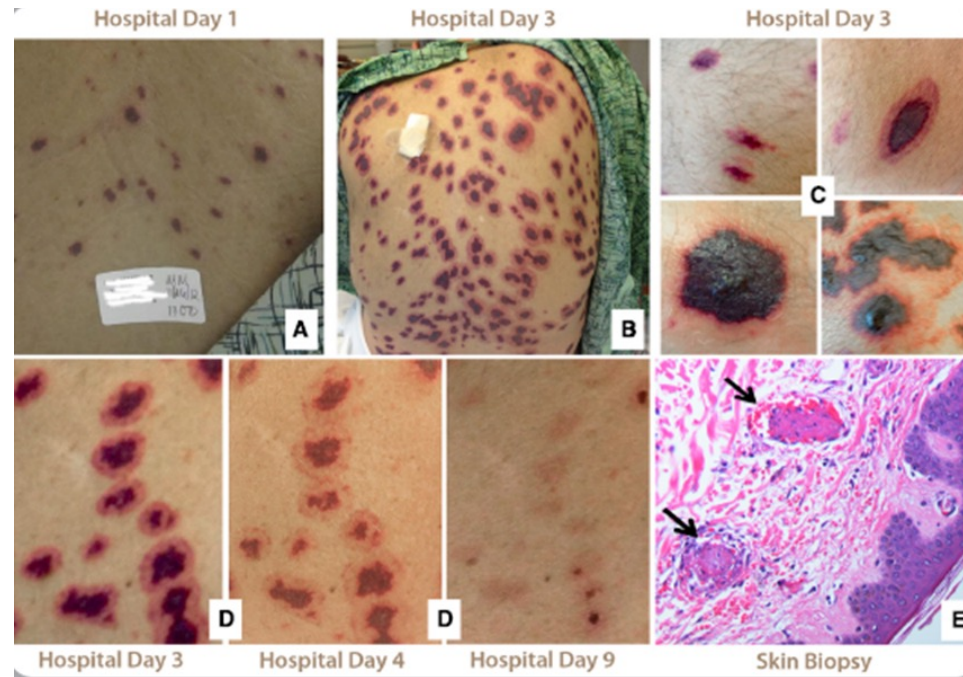 Hospital Day 1
Hospital Day 3
Hospital Day 3
A
B
C
D
D
E
Hospital Day 3
Hospital Day 4
Hospital Day 9
Skin Biopsy